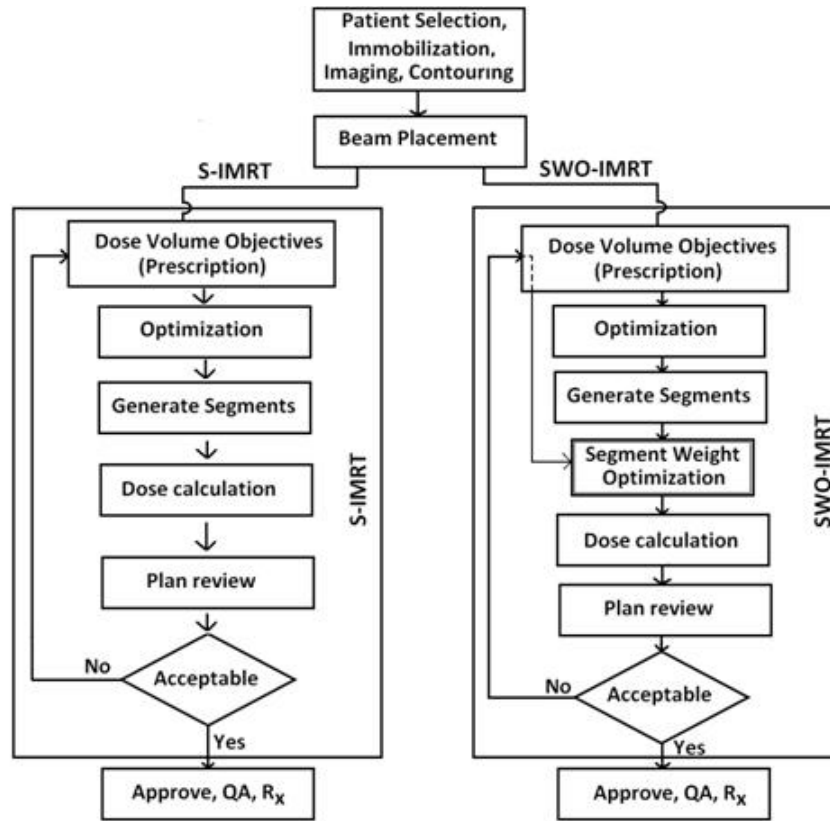 Patient Selection,
Immobilization,
Imaging, Contouring
Beam Placement
S-IMRT
SWO-IMRT
Dose Volume Objectives
(Prescription)
Optimization
Generate Segments
Dose calculation
Plan review
Acceptable
No
Yes
Approve, QA, Rx
S-IMRT
Dose Volume Objectives
(Prescription)
Optimization
Generate Segments
Segment Weight
Optimization
Dose calculation
Plan review
Acceptable
No
Yes
Approve, QA, Rx
SWO-IMRT